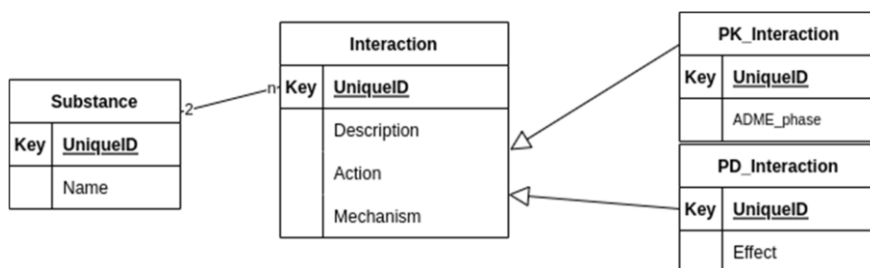 Substance
Key UniqueID
Name
2
n
Interaction
Key UniqueID
Description
Action
Mechanism
PK_Interaction
Key UniqueID
ADME_phase
PD_Interaction
Key UniqueID
Effect